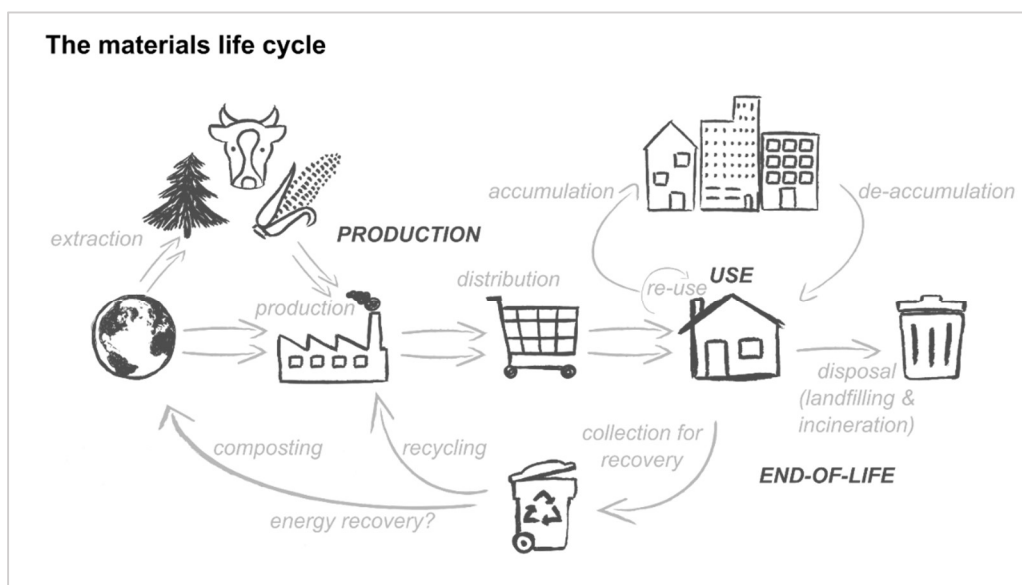 The materials life cycle
accumulation
de-accumulation
extraction
PRODUCTION
distribution
USE
re-use
production
disposal
(landfilling &
incineration)
collection for
recovery
composting
recycling
END-OF-LIFE
energy recovery?